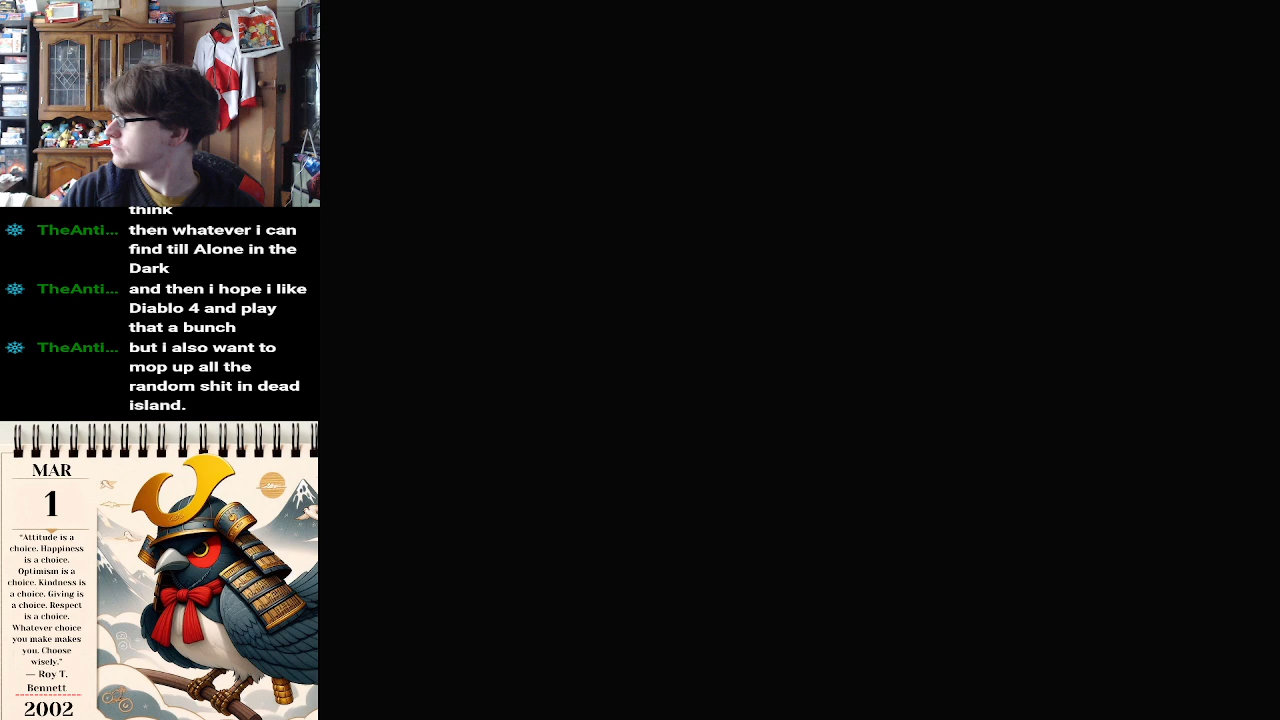 think
TheAnti... then whatever i can
find till Alone in the
Dark
TheAnti... and then i hope i like
Diablo 4 and play
that a bunch
TheAnti... but i also want to
mop up all the
random shit in dead
island.
MAR
1
"Attitude is a
choice. Happiness
is a choice.
Optimism is a
choice. Kindness is
a choice. Giving is
a choice. Respect
is a choice.
Whatever choice
you make makes
you. Choose
wisely."
— Roy T.
Bennett
2002